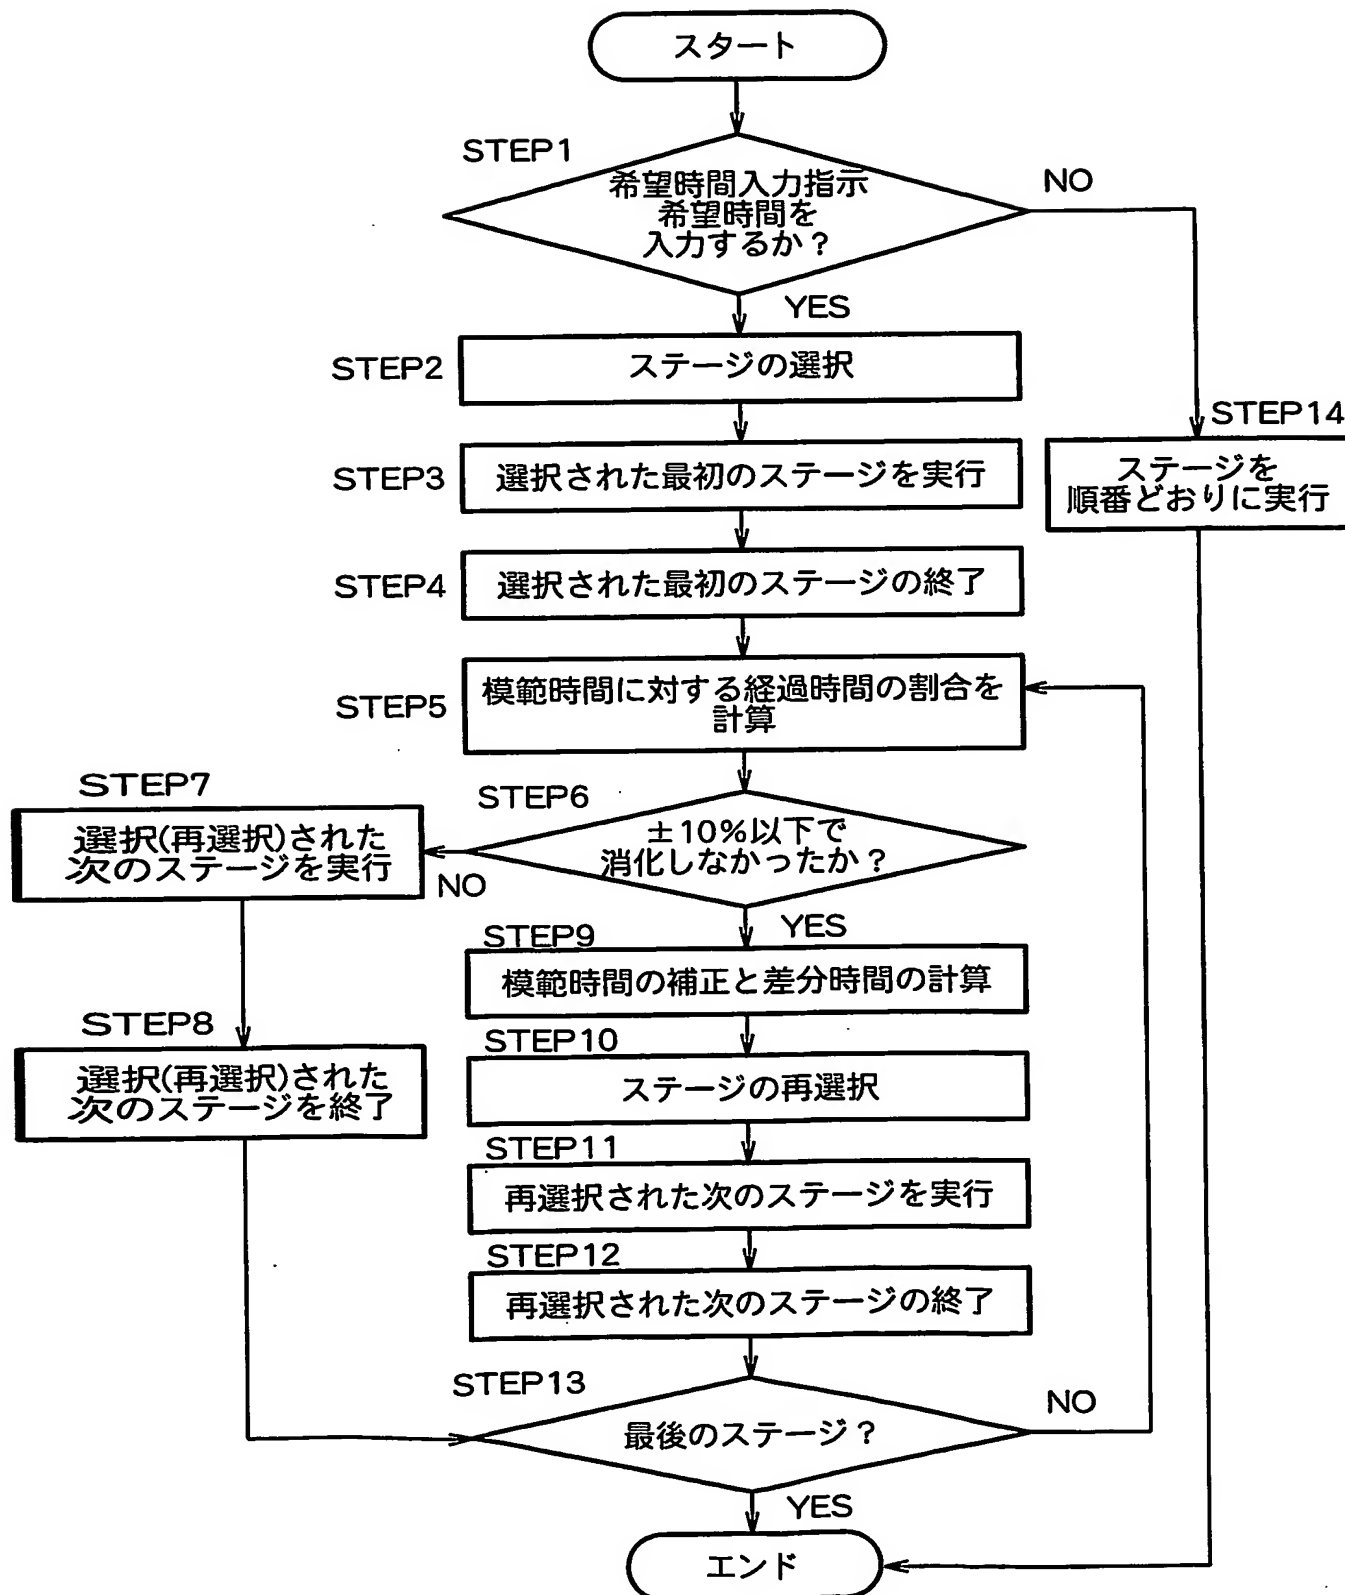 スタート
STEP1
希望時間入力指示
希望時間を
入力するか？
NO
YES
STEP2
ステージの選択
STEP14
ステージを
順番どおりに実行
STEP3
選択された最初のステージを実行
STEP4
選択された最初のステージの終了
STEP5
模範時間に対する経過時間の割合を
計算
STEP6
±10%以下で
消化しなかったか？
NO
YES
STEP7
選択(再選択)された
次のステージを実行
STEP8
選択(再選択)された
次のステージを終了
STEP9
模範時間の補正と差分時間の計算
STEP10
ステージの再選択
STEP11
再選択された次のステージを実行
STEP12
再選択された次のステージの終了
STEP13
最後のステージ？
NO
YES
エンド